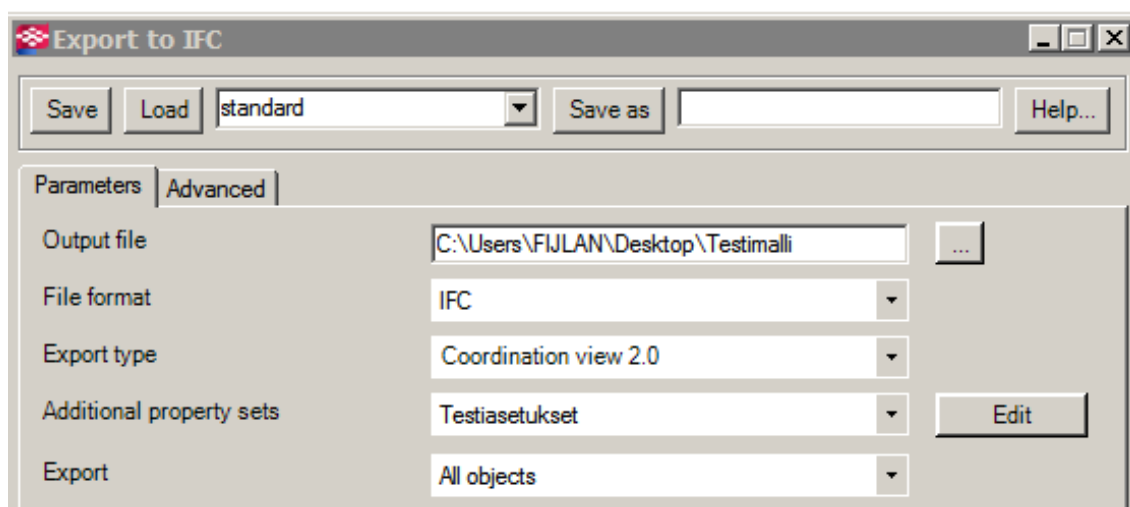 Export to IFC
Save Load standard Save as Help...
Parameters Advanced
Output file C:\Users\FIJLAN\Desktop\Testimalli ...
File format IFC
Export type Coordination view 2.0
Additional property sets Testiasetukset Edit
Export All objects